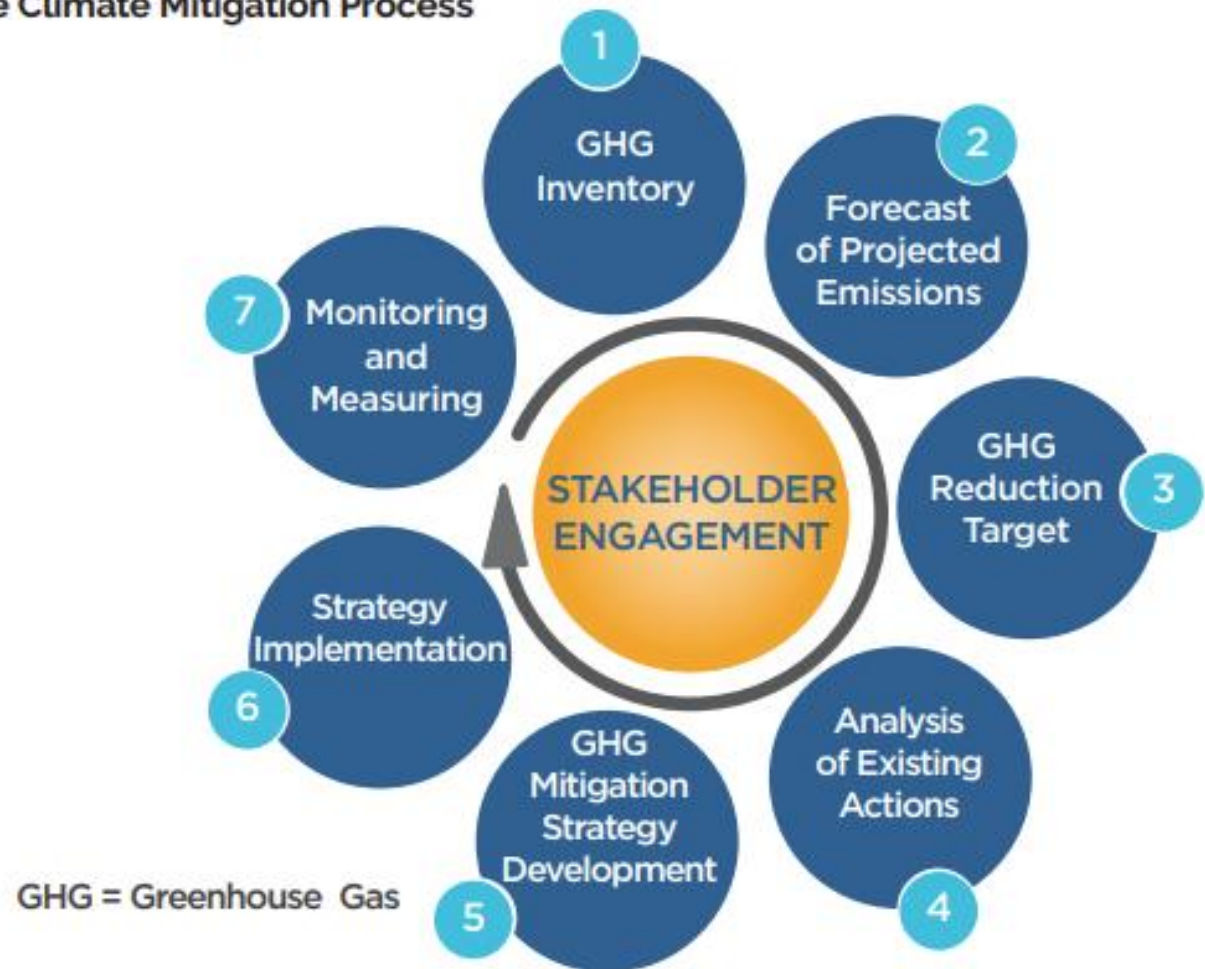 e Climate Mitigation Process
1
GHG
Inventory
2
Forecast
of Projected
Emissions
3
GHG
Reduction
Target
4
Analysis
of Existing
Actions
5
GHG
Mitigation
Strategy
Development
6
Strategy
Implementation
7
Monitoring
and
Measuring
STAKEHOLDER
ENGAGEMENT
GHG = Greenhouse Gas